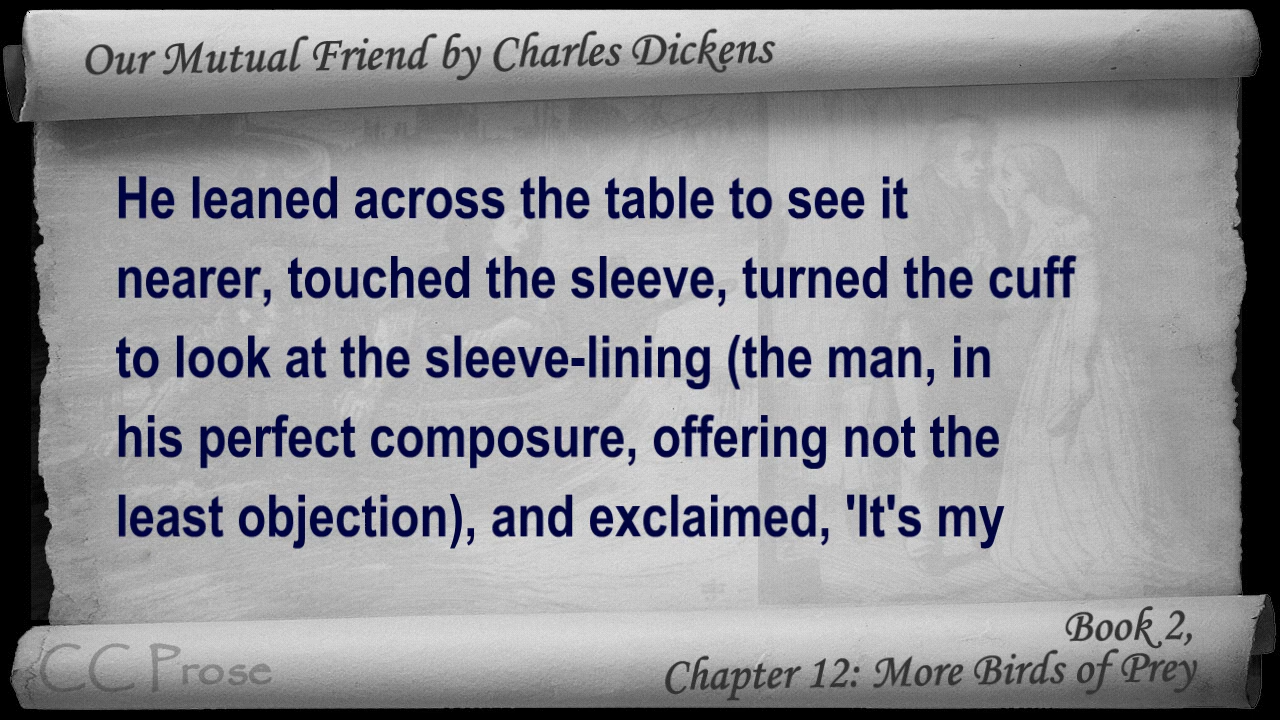 Our Mutual Friend by Charles Dickens
He leaned across the table to see it
nearer, touched the sleeve, turned the cuff
to look at the sleeve-lining (the man, in
his perfect composure, offering not the
least objection), and exclaimed, 'It's my
Book 2,
Chapter 12: More Birds of Prey
CC Prose